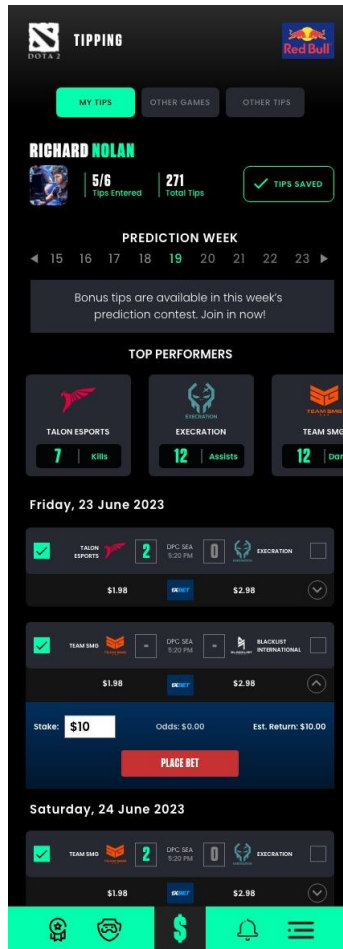 DOTA 2
TIPPING
Red Bull
MY TIPS
OTHER GAMES
OTHER TIPS
RICHARD NOLAN
5/6
Tips Entered
271
Total Tips
TIPS SAVED
PREDICTION WEEK
15 16 17 18 19 20 21 22 23
Bonus tips are available in this week's
prediction contest. Join in now!
TOP PERFORMERS
EXECRATION
TEAM SMG
TALON ESPORTS
EXECRATION
TEAM SMG
7 Kills
12 Assists
12 Dar
Friday, 23 June 2023
TALON
ESPORTS
2
DPC SEA
5:20 PM
0
EXECRATION
$1.98
1XBET
$2.98
TEAM SMG
-
DPC SEA
5:20 PM
-
BLACKLIST
INTERNATIONAL
$1.98
1XBET
$2.98
Stake:
$10
Odds: $0.00
Est. Return: $10.00
PLACE BET
Saturday, 24 June 2023
TEAM SMG
2
DPC SEA
5:20 PM
0
EXECRATION
$1.98
1XBET
$2.98
$